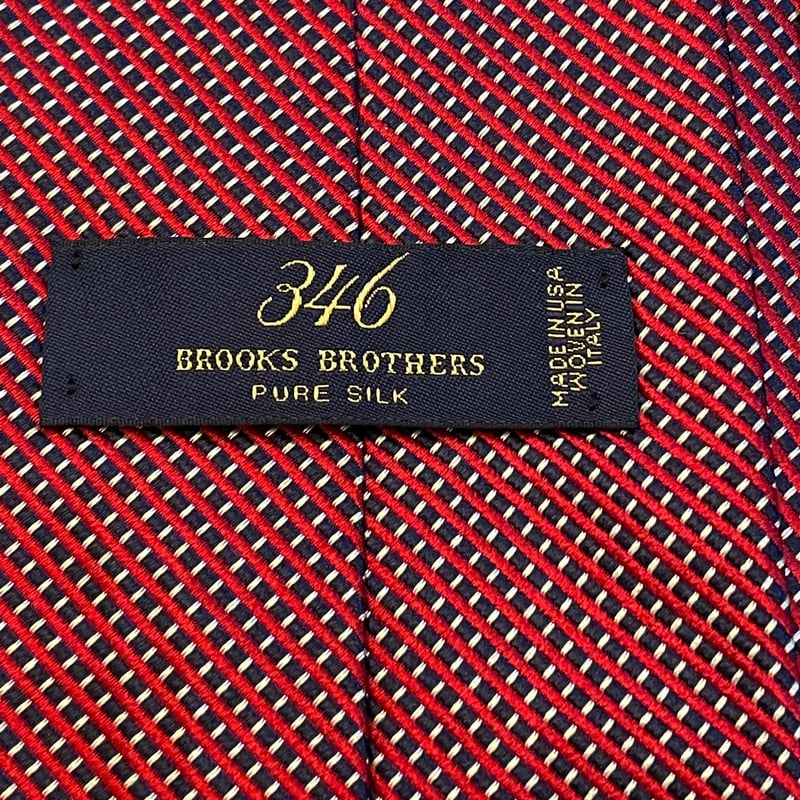 346
BROOKS BROTHERS
PURE SILK
MADE IN USA
WOVEN IN
ITALY